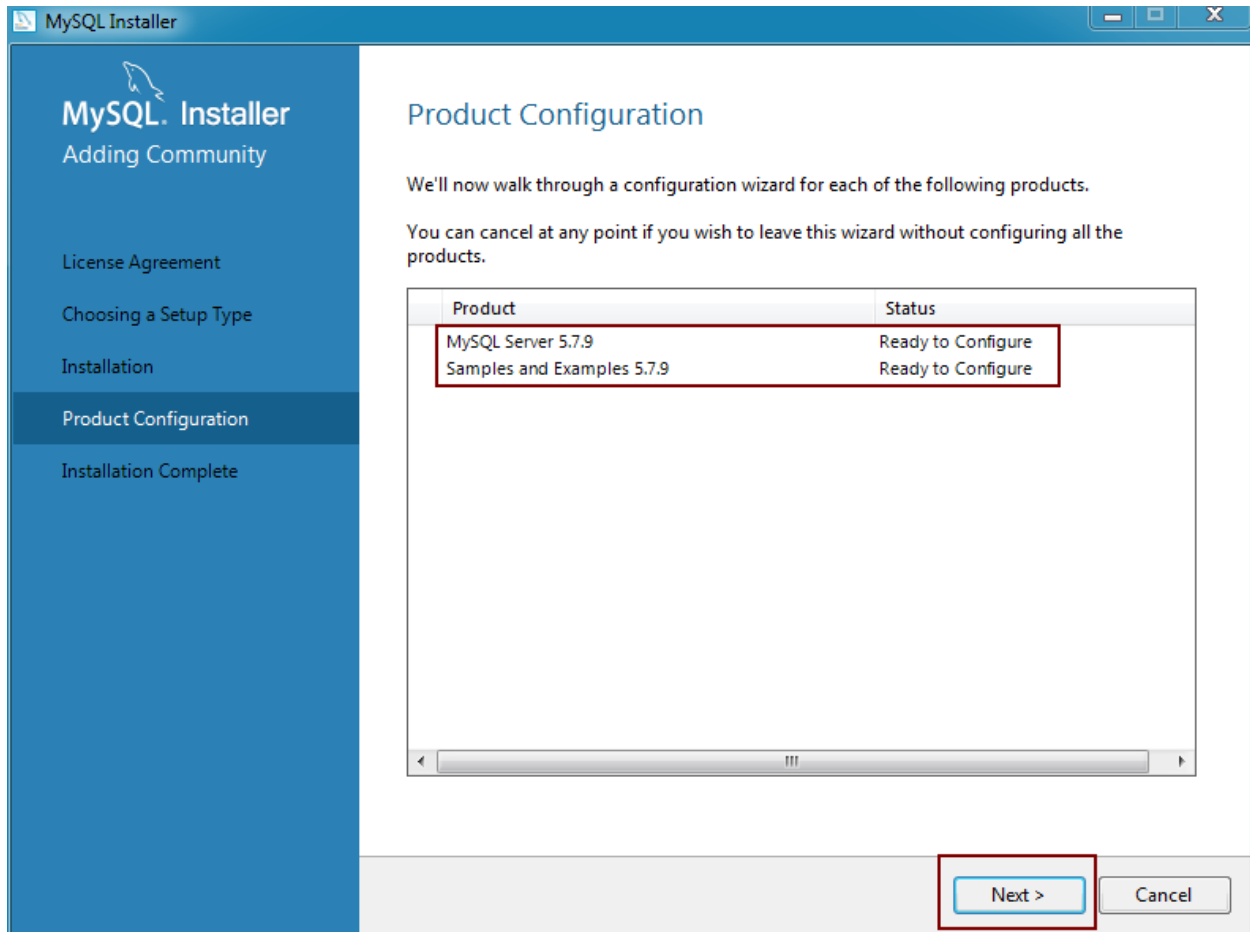 MySQL Installer
MySQL. Installer
Adding Community
License Agreement
Choosing a Setup Type
Installation
Product Configuration
Installation Complete
Product Configuration
We'll now walk through a configuration wizard for each of the following products.
You can cancel at any point if you wish to leave this wizard without configuring all the
products.
Product Status
MySQL Server 5.7.9 Ready to Configure
Samples and Examples 5.7.9 Ready to Configure
Next > Cancel